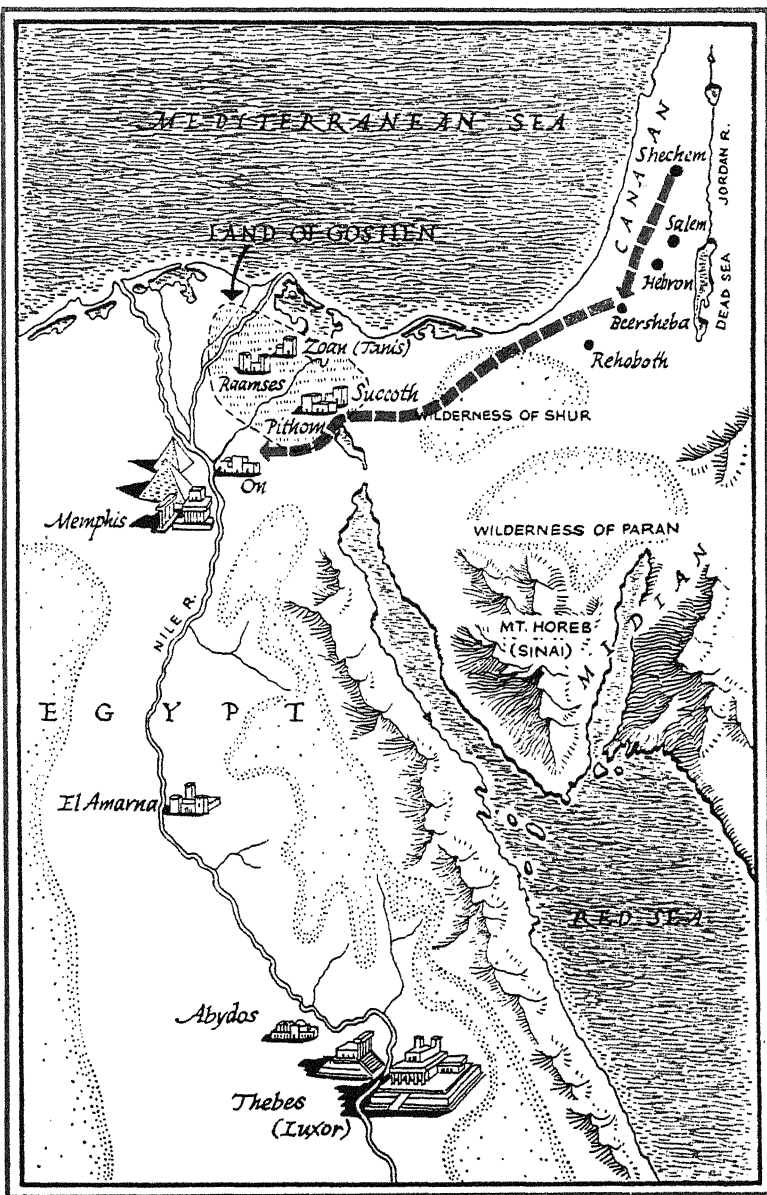 MEDITERRANEAN SEA
CANAAN
Shechem
JORDAN R.
Salem
LAND OF GOSHEN
Hebron
DEAD SEA
Beersheba
Zoan (Tanis)
Rehoboth
Raamses
Succoth
WILDERNESS OF SHUR
Pithom
On
Memphis
WILDERNESS OF PARAN
NILE R.
MT. HOREB
(SINAI)
MIDIAN
EGYPT
El Amarna
RED SEA
Abydos
Thebes
(Luxor)